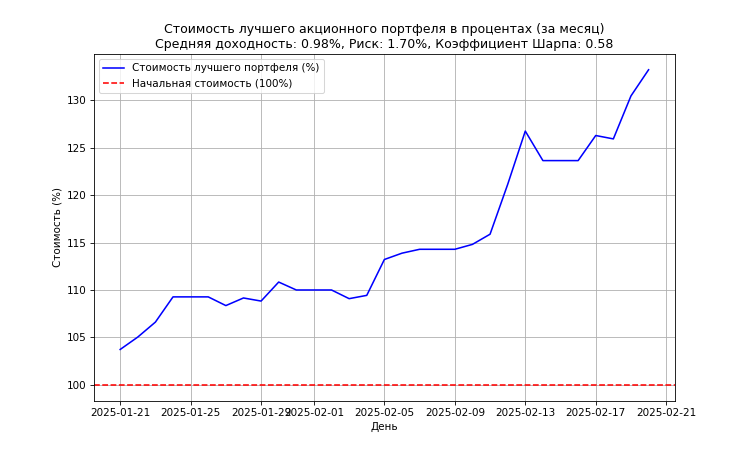 Стоимость лучшего акционного портфеля в процентах (за месяц)
Средняя доходность: 0.98%, Риск: 1.70%, Коэффициент Шарпа: 0.58
Стоимость лучшего портфеля (%)
Начальная стоимость (100%)
Стоимость (%)
130
125
120
115
110
105
100
2025-01-21 2025-01-25 2025-01-29 2025-02-01 2025-02-05 2025-02-09 2025-02-13 2025-02-17 2025-02-21
День